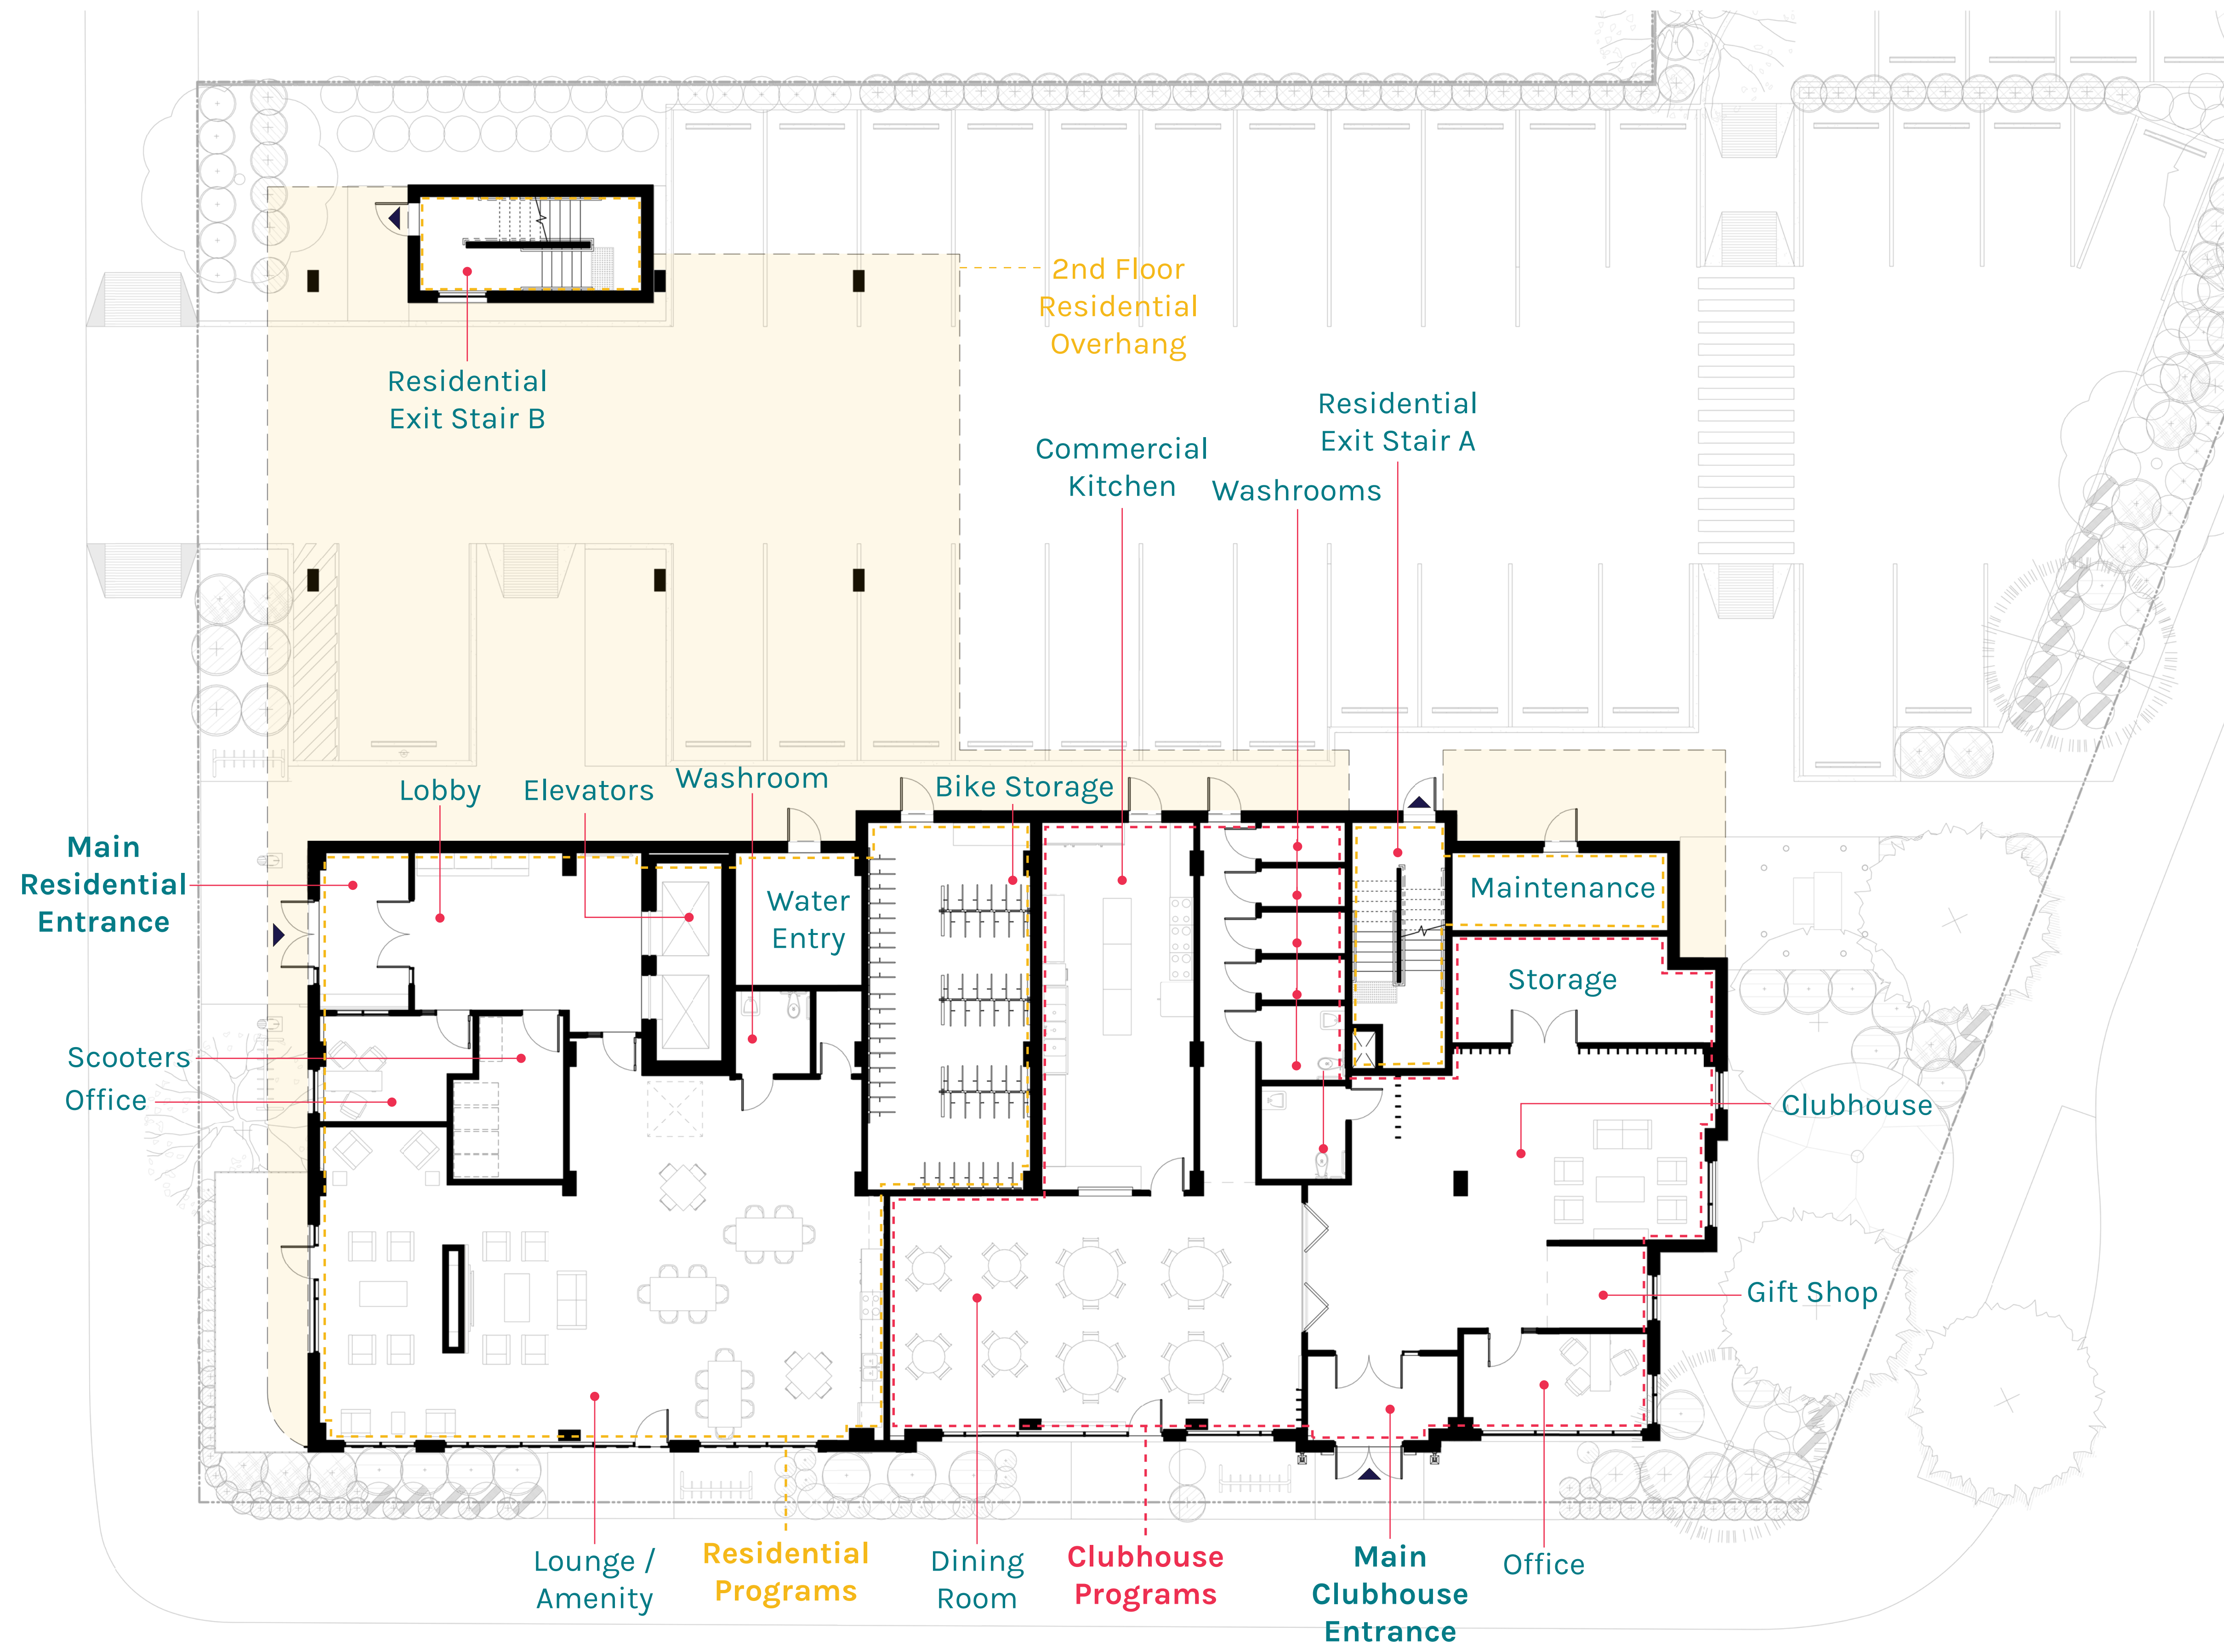 2nd Floor
Residential
Overhang
Residential
Exit Stair B
Residential
Exit Stair A
Commercial
Kitchen
Washrooms
Lobby
Elevators
Washroom
Bike Storage
Main
Residential
Entrance
Water
Entry
Maintenance
Storage
Scooters
Office
Clubhouse
Gift Shop
Lounge /
Amenity
Residential
Programs
Dining
Room
Clubhouse
Programs
Main
Clubhouse
Entrance
Office